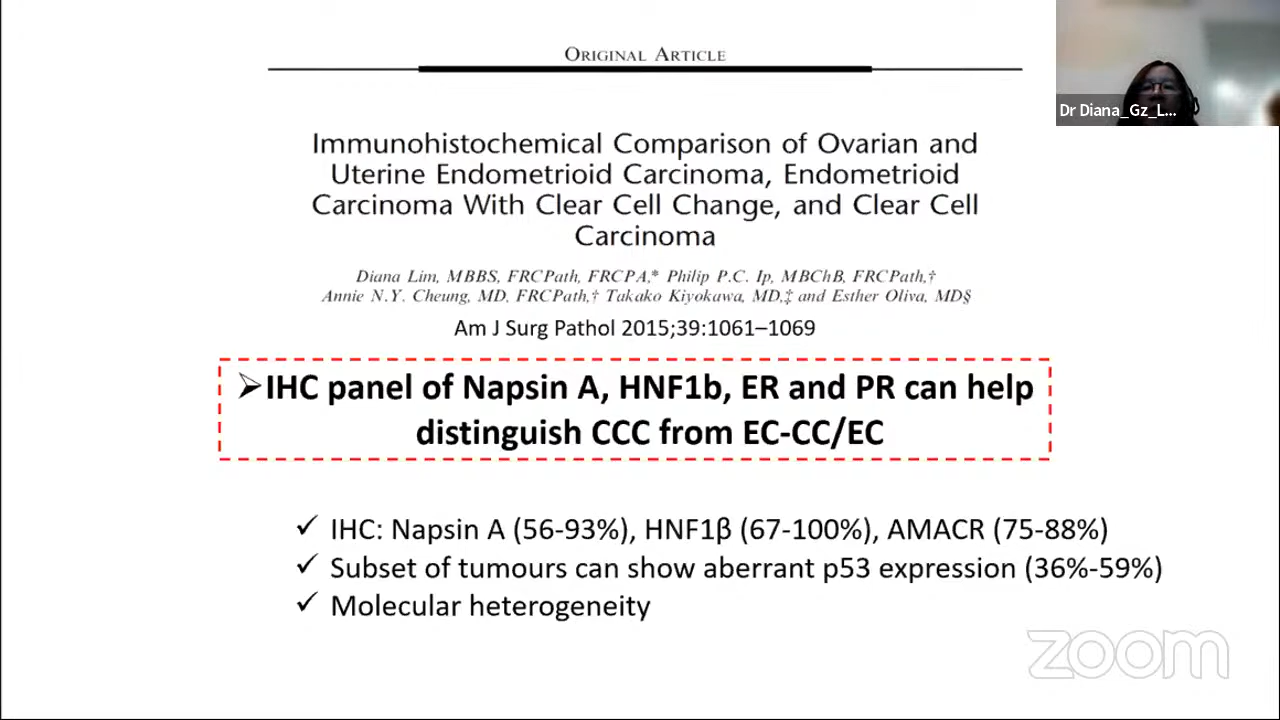 ORIGINAL ARTICLE
Immunohistochemical Comparison of Ovarian and
Uterine Endometrioid Carcinoma, Endometrioid
Carcinoma With Clear Cell Change, and Clear Cell
Carcinoma
Diana Lim, MBBS, FRCPath, FRCPA,* Philip P.C. Ip, MBChB, FRCPath,†
Annie N.Y. Cheung, MD, FRCPath,† Takako Kiyokawa, MD,‡ and Esther Oliva, MD§
Am J Surg Pathol 2015;39:1061–1069
➢IHC panel of Napsin A, HNF1b, ER and PR can help
distinguish CCC from EC-CC/EC
✓ IHC: Napsin A (56-93%), HNF1β (67-100%), AMACR (75-88%)
✓ Subset of tumours can show aberrant p53 expression (36%-59%)
✓ Molecular heterogeneity
Dr Diana_Gz_L...
zoom